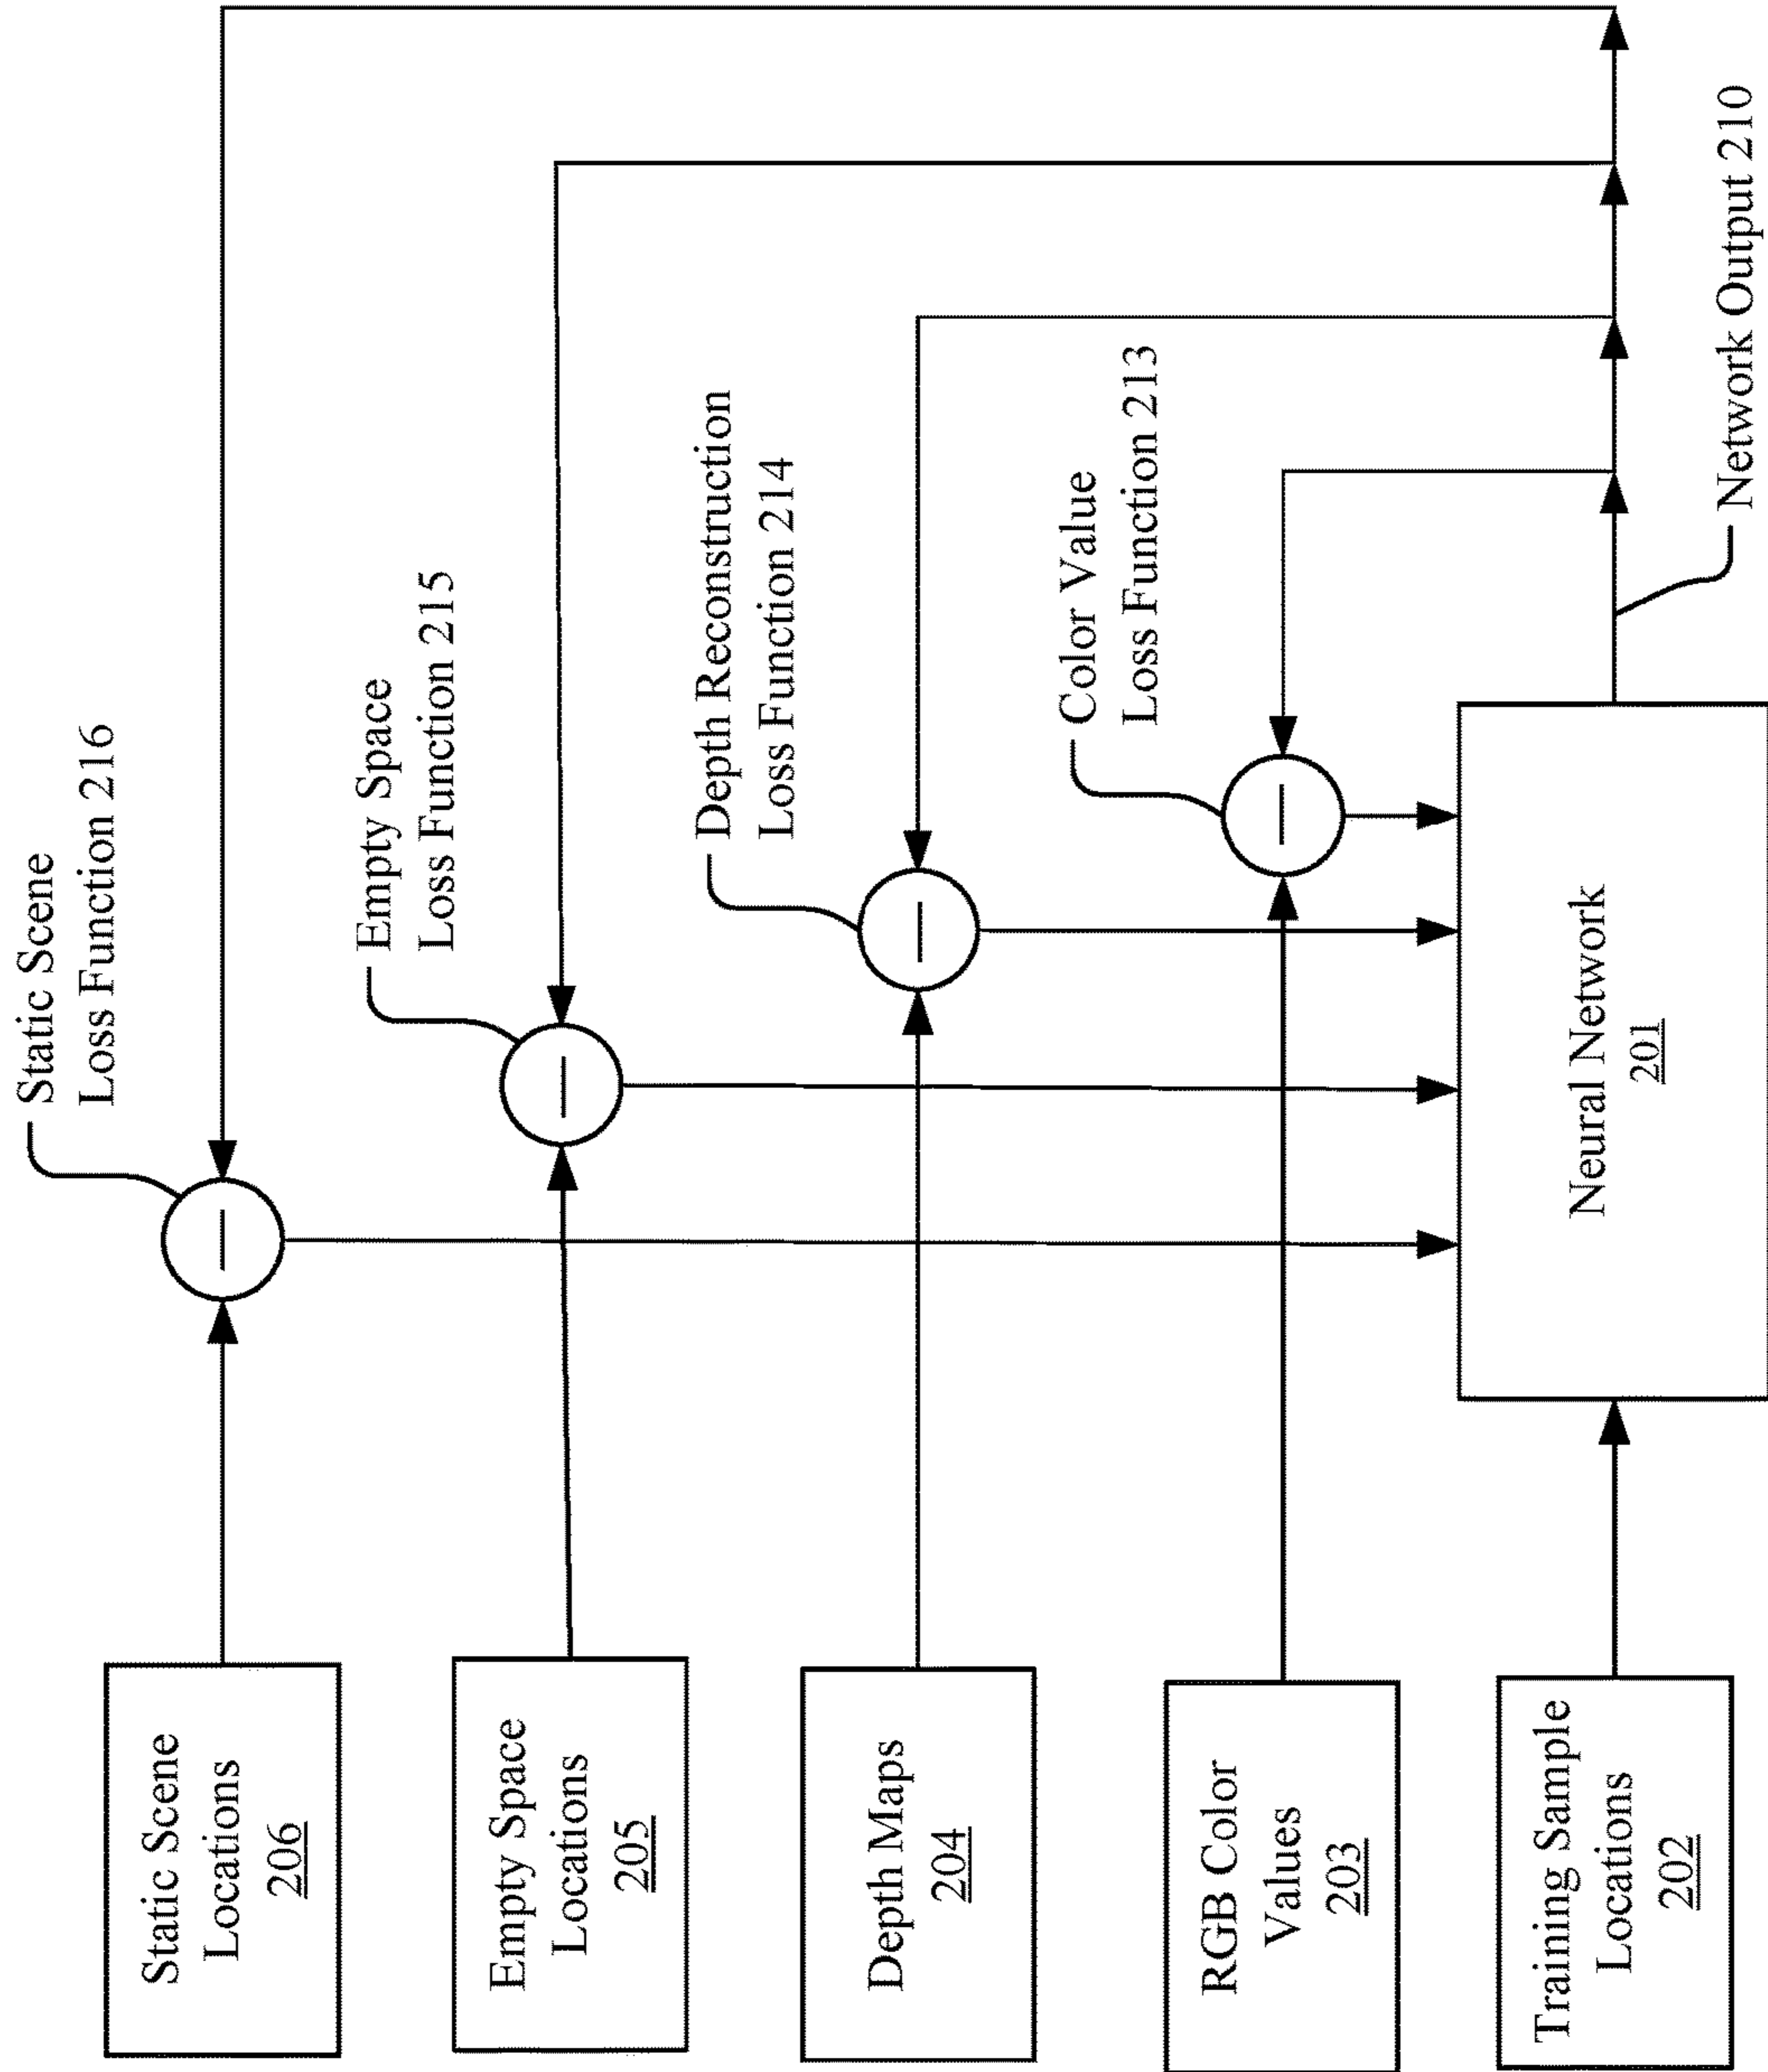 Static Scene
Loss Function 216
Empty Space
Loss Function 215
Depth Reconstruction
Loss Function 214
Color Value
Loss Function 213
Network Output 210
Static Scene
Locations
206
Empty Space
Locations
205
Depth Maps
204
RGB Color
Values
203
Training Sample
Locations
202
Neural Network
201